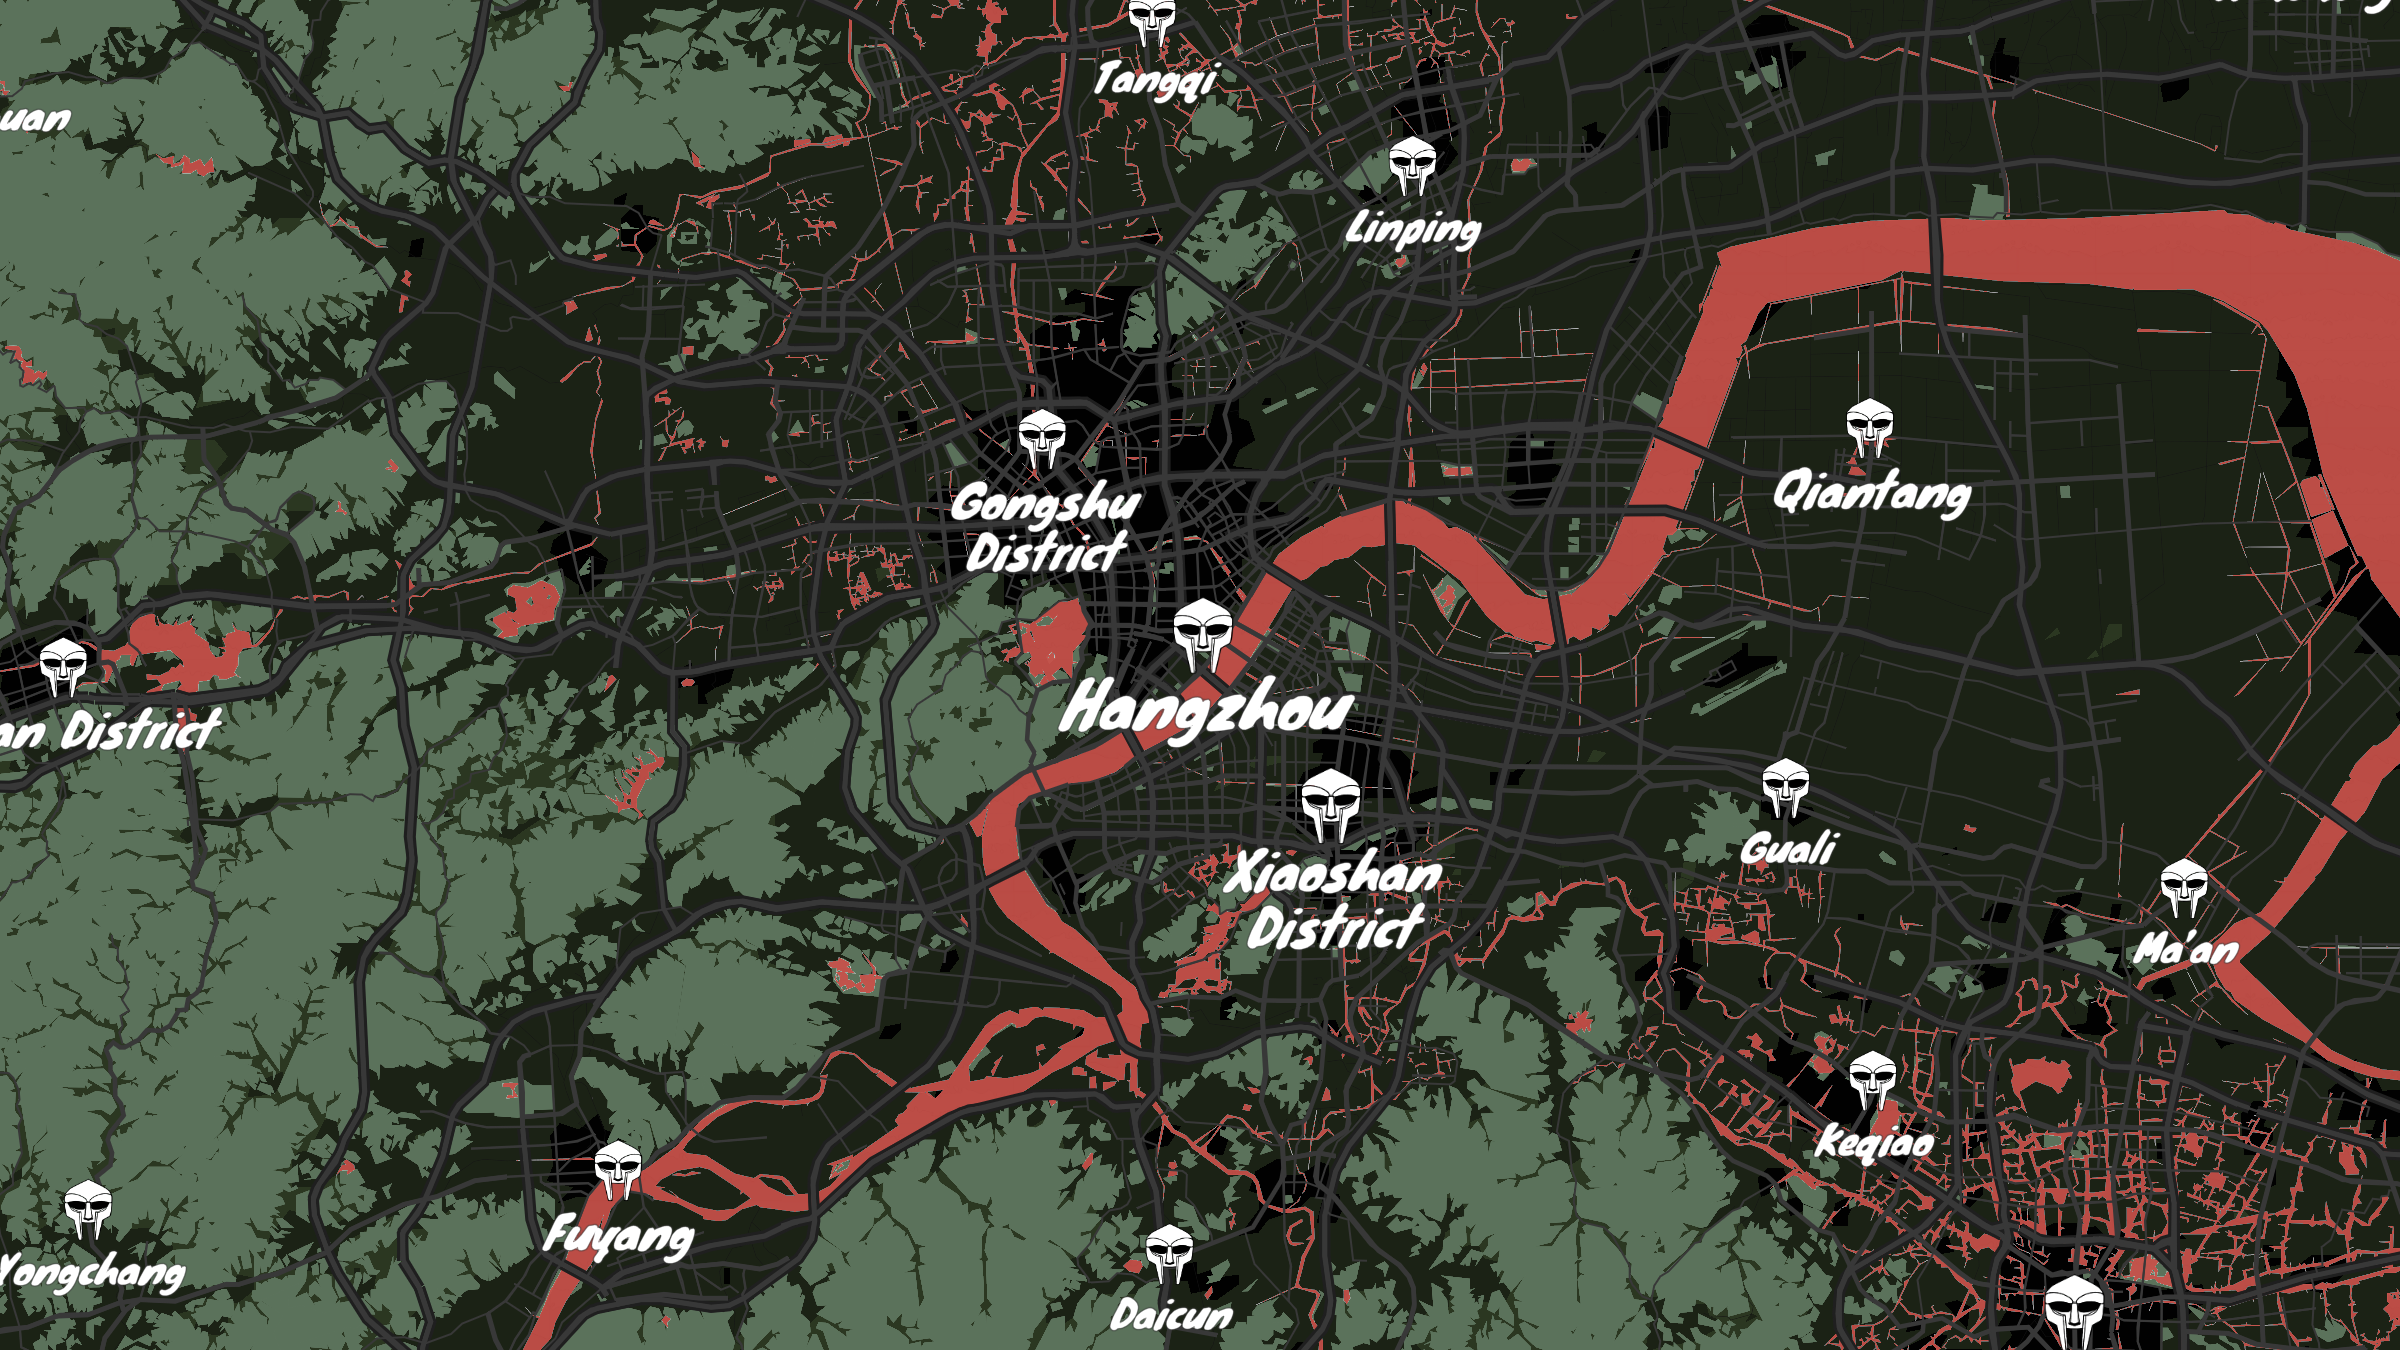 Tangqi
uan
Linping
Gongshu
District
Qiantang
Hangzhou
an District
Guali
Xiaoshan
District
Ma'an
Keqiao
Fuyang
Yongchang
Daicun